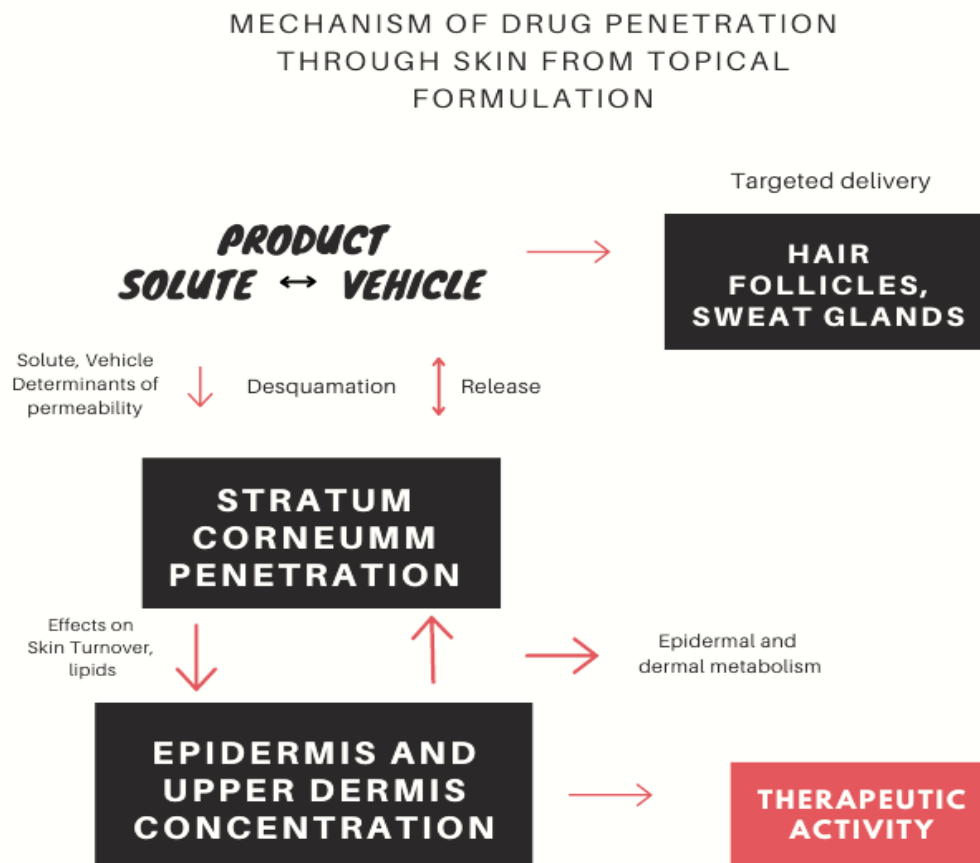 MECHANISM OF DRUG PENETRATION
THROUGH SKIN FROM TOPICAL
FORMULATION
Targeted delivery
PRODUCT
SOLUTE ↔ VEHICLE
HAIR
FOLLICLES,
SWEAT GLANDS
Solute, Vehicle
Determinants of
permeability
Desquamation
Release
STRATUM
CORNEUMM
PENETRATION
Effects on
Skin Turnover,
lipids
Epidermal and
dermal metabolism
EPIDERMIS AND
UPPER DERMIS
CONCENTRATION
THERAPEUTIC
ACTIVITY